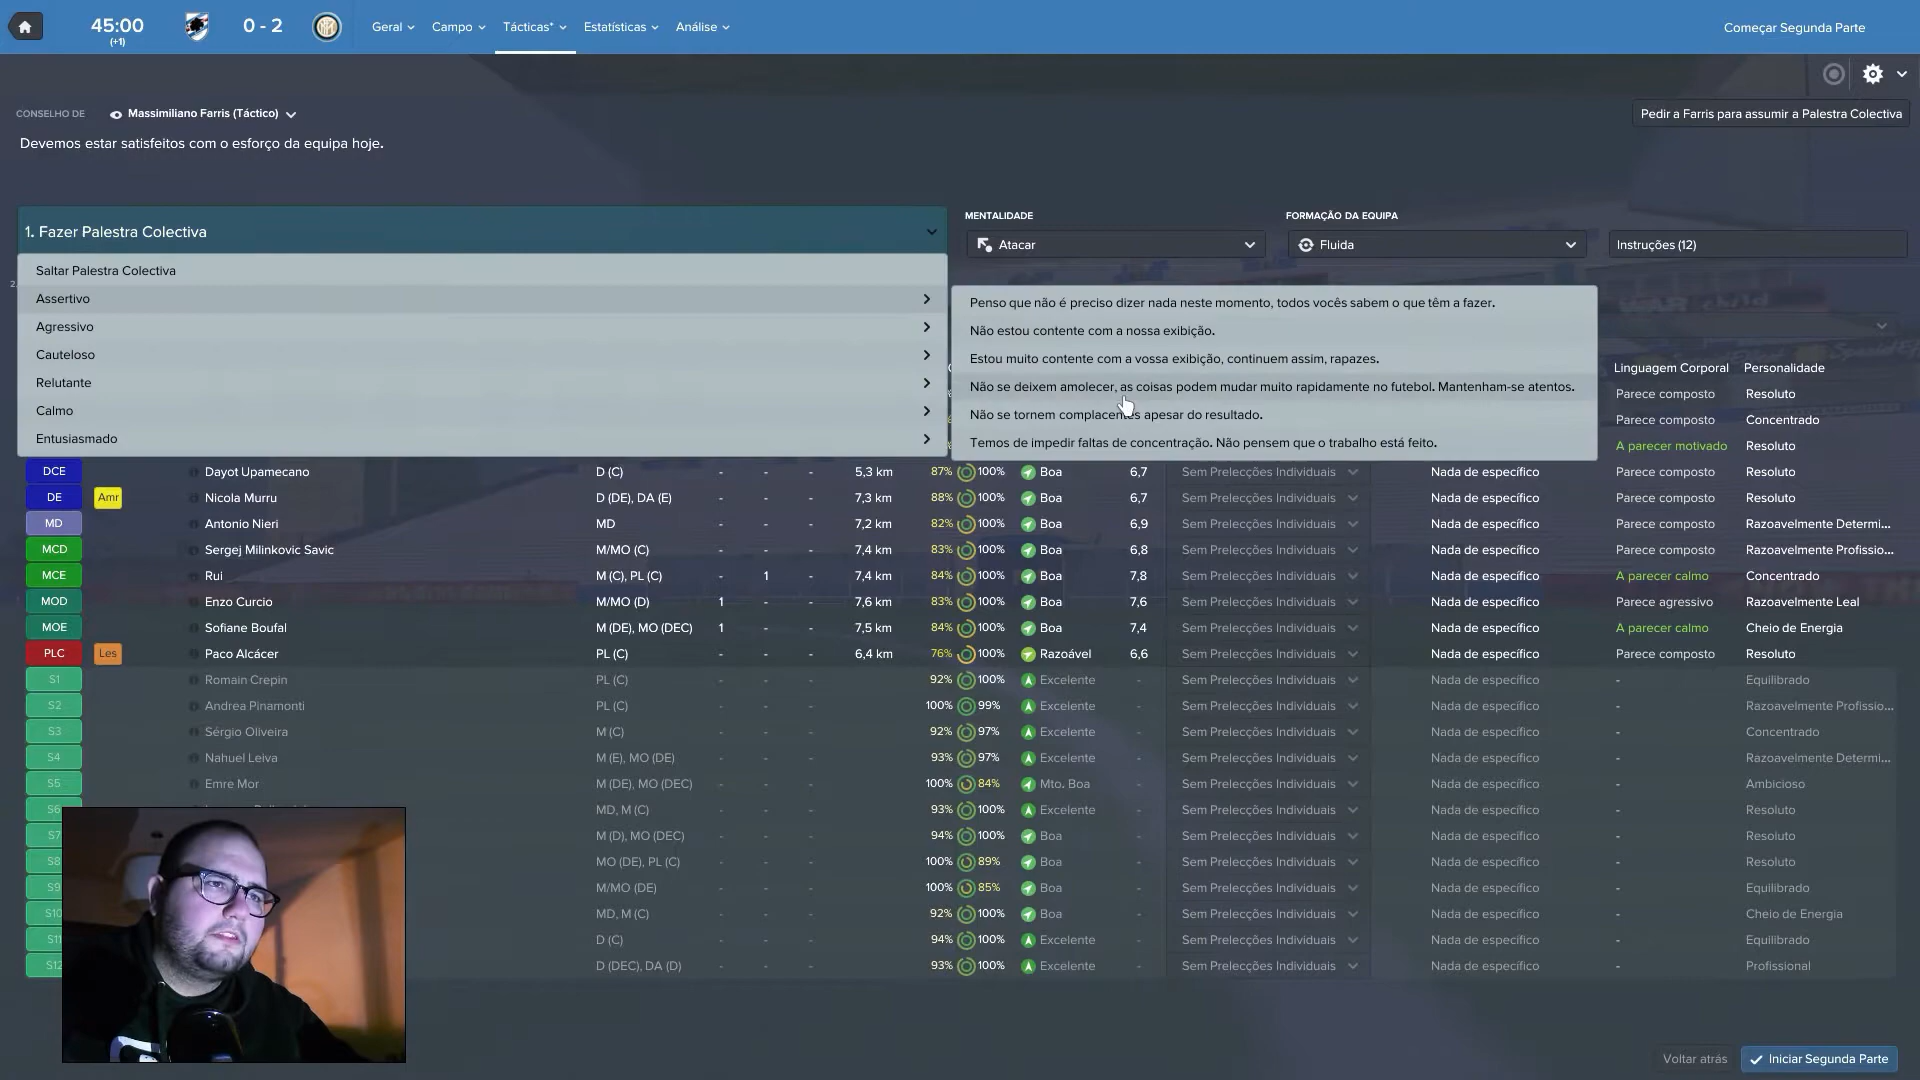 45:00
(+1)
0 - 2
Geral
Campo
Tácticas*
Estatísticas
Análise
Começar Segunda Parte
CONSELHO DE
Massimiliano Farris (Táctico)
Pedir a Farris para assumir a Palestra Colectiva
Devemos estar satisfeitos com o esforço da equipa hoje.
1. Fazer Palestra Colectiva
MENTALIDADE
FORMAÇÃO DA EQUIPA
Atacar
Fluida
Instruções (12)
Saltar Palestra Colectiva
Assertivo
Agressivo
Cauteloso
Relutante
Calmo
Entusiasmado
Penso que não é preciso dizer nada neste momento, todos vocês sabem o que têm a fazer.
Não estou contente com a nossa exibição.
Estou muito contente com a vossa exibição, continuem assim, rapazes.
Não se deixem amolecer, as coisas podem mudar muito rapidamente no futebol. Mantenham-se atentos.
Não se tornem complacentes apesar do resultado.
Temos de impedir faltas de concentração. Não pensem que o trabalho está feito.
Linguagem Corporal Personalidade
Parece composto Resoluto
Parece composto Concentrado
A parecer motivado Resoluto
DCE Dayot Upamecano D (C) - - - 5,3 km 87% 100% Boa 6,7 Sem Prelecções Individuais Nada de específico Parece composto Resoluto
DE Amr Nicola Murru D (DE), DA (E) - - - 7,3 km 88% 100% Boa 6,7 Sem Prelecções Individuais Nada de específico Parece composto Resoluto
MD Antonio Nieri MD - - - 7,2 km 82% 100% Boa 6,9 Sem Prelecções Individuais Nada de específico Parece composto Razoavelmente Determi...
MCD Sergej Milinkovic Savic M/MO (C) - - - 7,4 km 83% 100% Boa 6,8 Sem Prelecções Individuais Nada de específico Parece composto Razoavelmente Profissio...
MCE Rui M (C), PL (C) - 1 - 7,4 km 84% 100% Boa 7,8 Sem Prelecções Individuais Nada de específico A parecer calmo Concentrado
MOD Enzo Curcio M/MO (D) 1 - - 7,6 km 83% 100% Boa 7,6 Sem Prelecções Individuais Nada de específico Parece agressivo Razoavelmente Leal
MOE Sofiane Boufal M (DE), MO (DEC) 1 - - 7,5 km 84% 100% Boa 7,4 Sem Prelecções Individuais Nada de específico A parecer calmo Cheio de Energia
PLC Les Paco Alcácer PL (C) - - - 6,4 km 76% 100% Razoável 6,6 Sem Prelecções Individuais Nada de específico Parece composto Resoluto
S1 Romain Crepin PL (C) - - - 92% 100% Excelente - Sem Prelecções Individuais Nada de específico - Equilibrado
S2 Andrea Pinamonti PL (C) - - - 100% 99% Excelente - Sem Prelecções Individuais Nada de específico - Razoavelmente Profissio...
S3 Sérgio Oliveira M (C) - - - 92% 97% Excelente - Sem Prelecções Individuais Nada de específico - Concentrado
S4 Nahuel Leiva M (E), MO (DE) - - - 93% 97% Excelente - Sem Prelecções Individuais Nada de específico - Razoavelmente Determi...
S5 Emre Mor M (DE), MO (DEC) - - - 100% 84% Mto. Boa - Sem Prelecções Individuais Nada de específico - Ambicioso
S6 MD, M (C) - - - 93% 100% Excelente - Sem Prelecções Individuais Nada de específico - Resoluto
S7 M (D), MO (DEC) - - - 94% 100% Boa - Sem Prelecções Individuais Nada de específico - Resoluto
S8 MO (DE), PL (C) - - - 100% 89% Boa - Sem Prelecções Individuais Nada de específico - Resoluto
S9 M/MO (DE) - - - 100% 85% Boa - Sem Prelecções Individuais Nada de específico - Equilibrado
S10 MD, M (C) - - - 92% 100% Boa - Sem Prelecções Individuais Nada de específico - Cheio de Energia
S11 D (C) - - - 94% 100% Excelente - Sem Prelecções Individuais Nada de específico - Equilibrado
S12 D (DEC), DA (D) - - - 93% 100% Excelente - Sem Prelecções Individuais Nada de específico - Profissional
Voltar atrás
Iniciar Segunda Parte